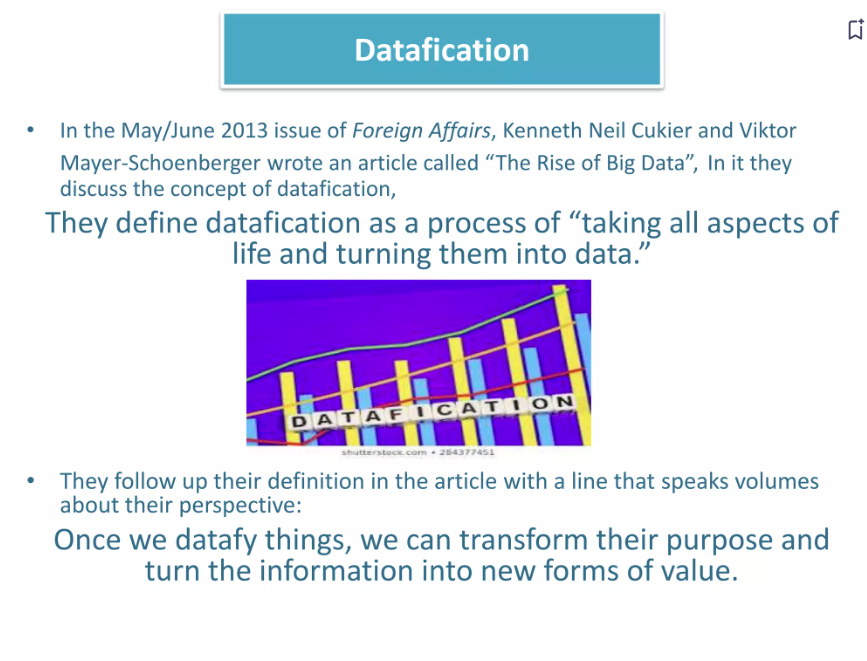 Datafication
• In the May/June 2013 issue of Foreign Affairs, Kenneth Neil Cukier and Viktor
Mayer-Schoenberger wrote an article called “The Rise of Big Data”, In it they
discuss the concept of datafication,
They define datafication as a process of “taking all aspects of
life and turning them into data.”
DATAFICATION
shutterstock.com • 284377451
• They follow up their definition in the article with a line that speaks volumes
about their perspective:
Once we datafy things, we can transform their purpose and
turn the information into new forms of value.